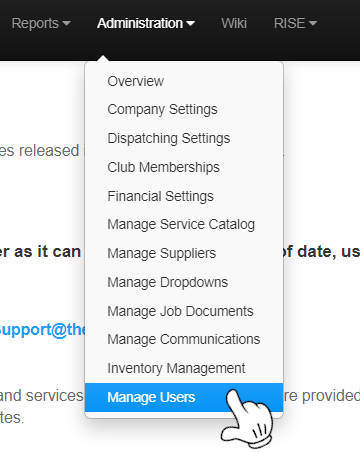 Reports Administration Wiki RISE
Overview
Company Settings
Dispatching Settings
es released
Club Memberships
Financial Settings
Manage Service Catalog
er as it can of date, us
Manage Suppliers
Manage Dropdowns
Manage Job Documents
upport@the
Manage Communications
Inventory Management
and services re provided
Manage Users
tes.